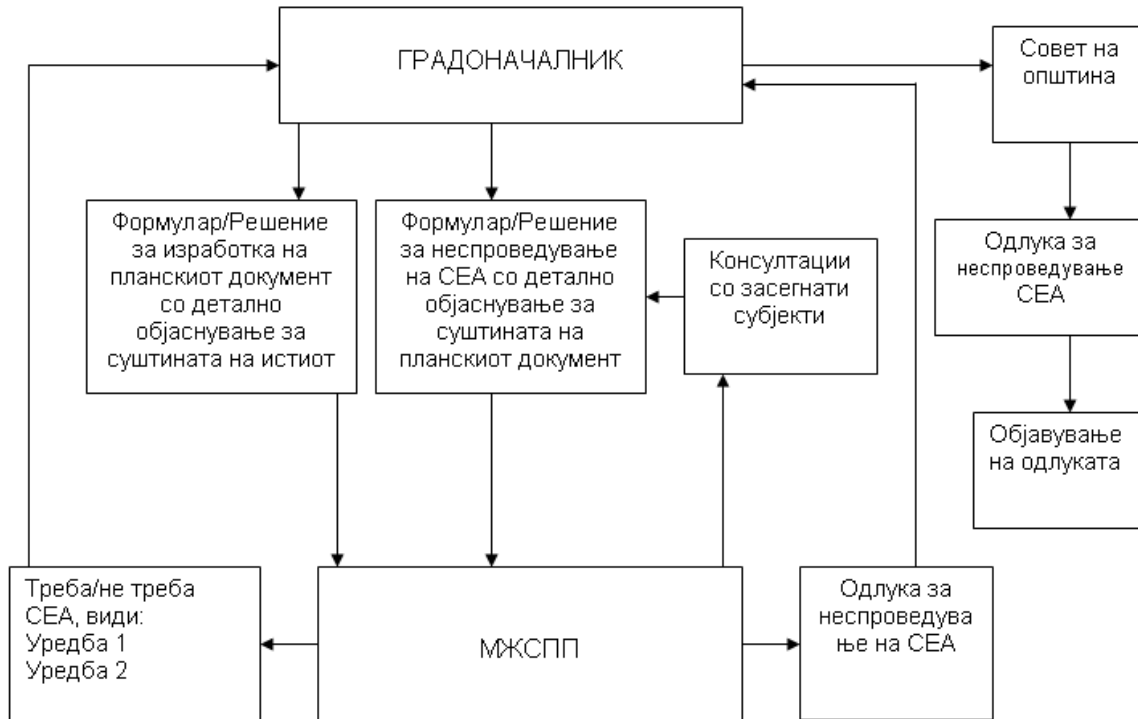 ГРАДОНАЧАЛНИК
Совет на
општина
Формулар/Решение
за изработка на
планскиот документ
со детално
објаснување за
суштината на истиот
Формулар/Решение
за неспроведување
на СЕА со детално
објаснување за
суштината на
планскиот документ
Консултации
со засегнати
субјекти
Одлука за
неспроведување
СЕА
Објавување
на одлуката
Треба/не треба
СЕА, види:
Уредба 1
Уредба 2
МЖСПП
Одлука за
неспроведува
ње на СЕА